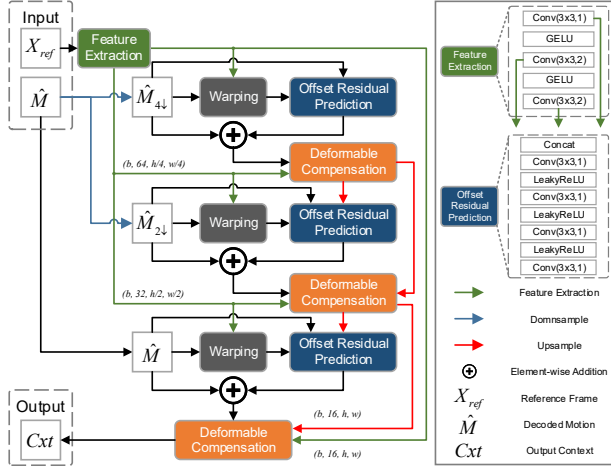 Input
X_ref
Feature Extraction
M̂
M̂4↓
Warping
Offset Residual Prediction
(b, 64, h/4, w/4)
Deformable Compensation
M̂2↓
Warping
Offset Residual Prediction
(b, 32, h/2, w/2)
Deformable Compensation
M̂
Warping
Offset Residual Prediction
Output
Cxt
Deformable Compensation
(b, 16, h, w)
(b, 16, h, w)
Feature Extraction
Conv(3x3,1)
GELU
Conv(3x3,2)
GELU
Conv(3x3,2)
Offset Residual Prediction
Concat
Conv(3x3,1)
LeakyReLU
Conv(3x3,1)
LeakyReLU
Conv(3x3,1)
LeakyReLU
Conv(3x3,1)
Feature Extraction
Domnsample
Upsample
Element-wise Addition
X_ref Reference Frame
M̂ Decoded Motion
Cxt Output Context